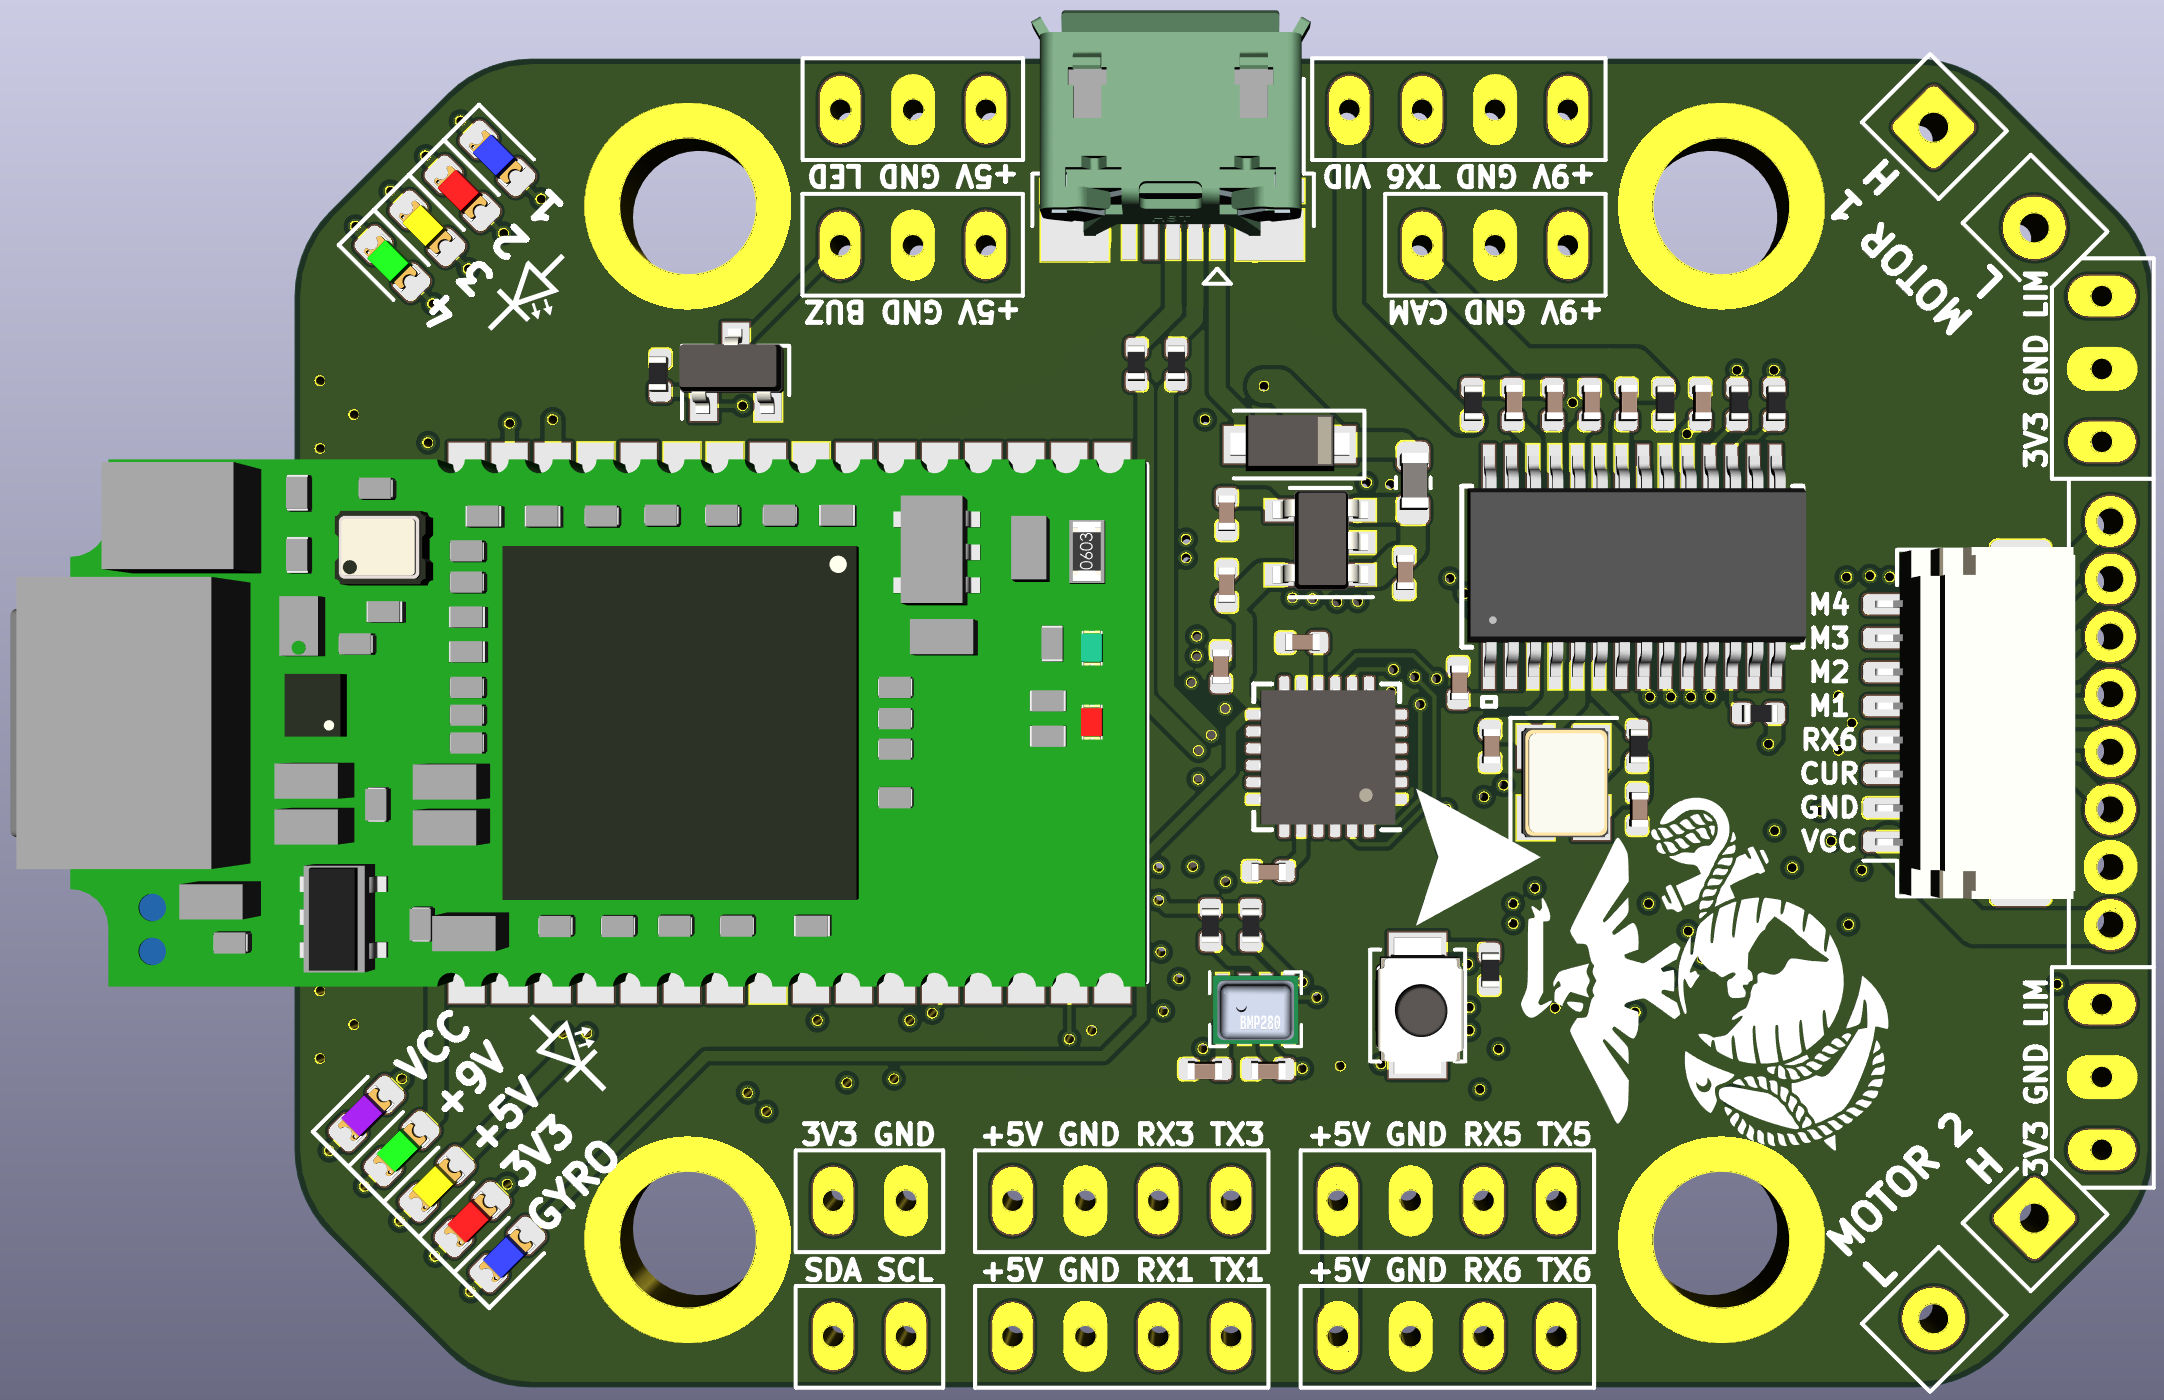 LED GND +5V
VID TX6 GND +9V
BUZ GND +5V
CAM GND +9V
1
2
3
4
MOTOR 1
H
L
3V3 GND LIM
0603
M4
M3
M2
M1
RX6
CUR
GND
VCC
BMP280
VCC
+9V
+5V
3V3
GYRO
3V3 GND LIM
MOTOR 2
H
L
3V3 GND
+5V GND RX3 TX3
+5V GND RX5 TX5
SDA SCL
+5V GND RX1 TX1
+5V GND RX6 TX6